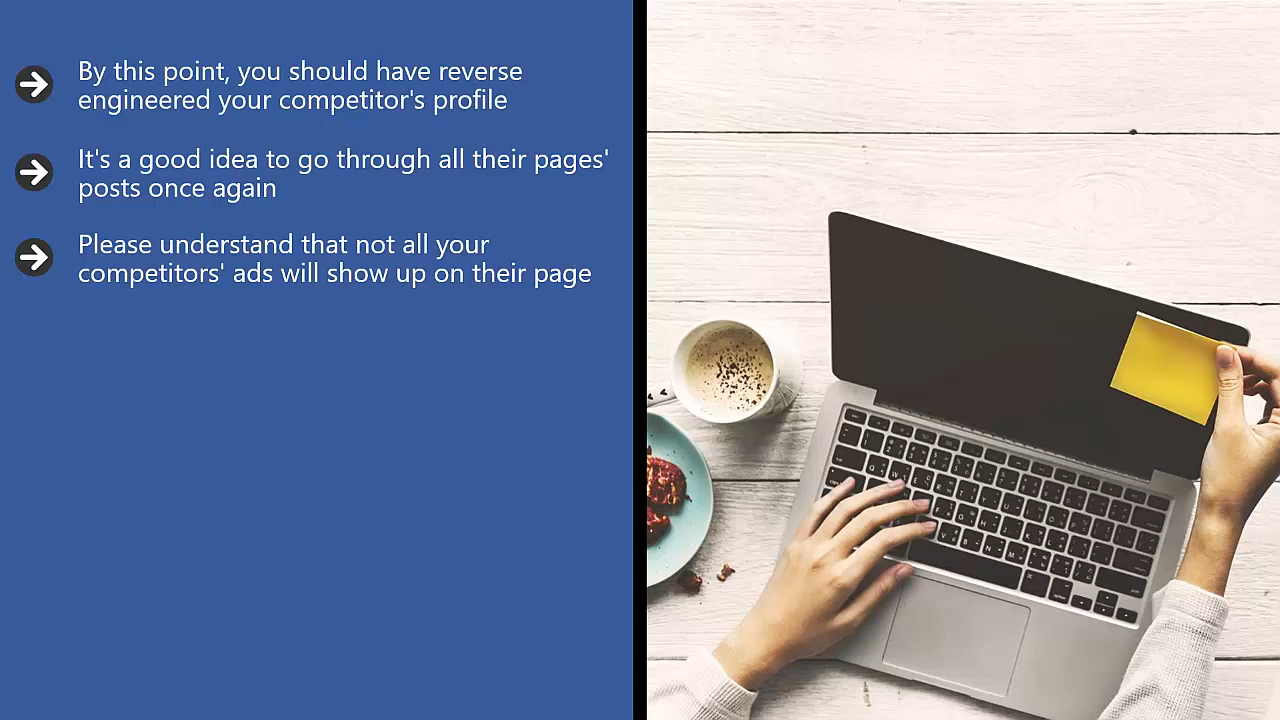 By this point, you should have reverse
engineered your competitor's profile
It's a good idea to go through all their pages'
posts once again
Please understand that not all your
competitors' ads will show up on their page